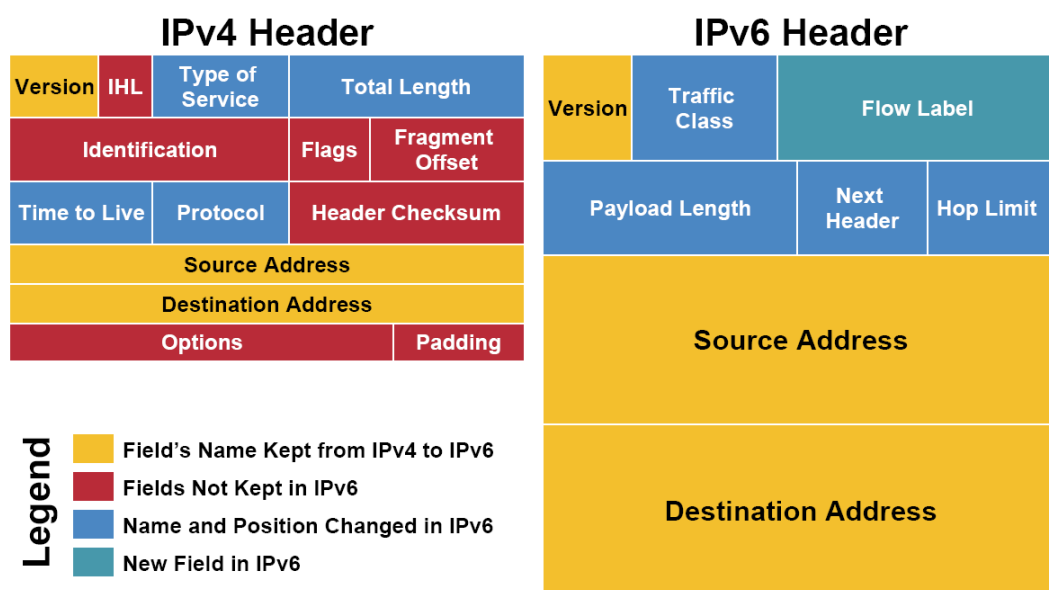 IPv4 Header
IPv6 Header
Version
IHL
Type of
Service
Total Length
Identification
Flags
Fragment
Offset
Time to Live
Protocol
Header Checksum
Source Address
Destination Address
Options
Padding
Version
Traffic
Class
Flow Label
Payload Length
Next
Header
Hop Limit
Source Address
Destination Address
Legend
Field’s Name Kept from IPv4 to IPv6
Fields Not Kept in IPv6
Name and Position Changed in IPv6
New Field in IPv6